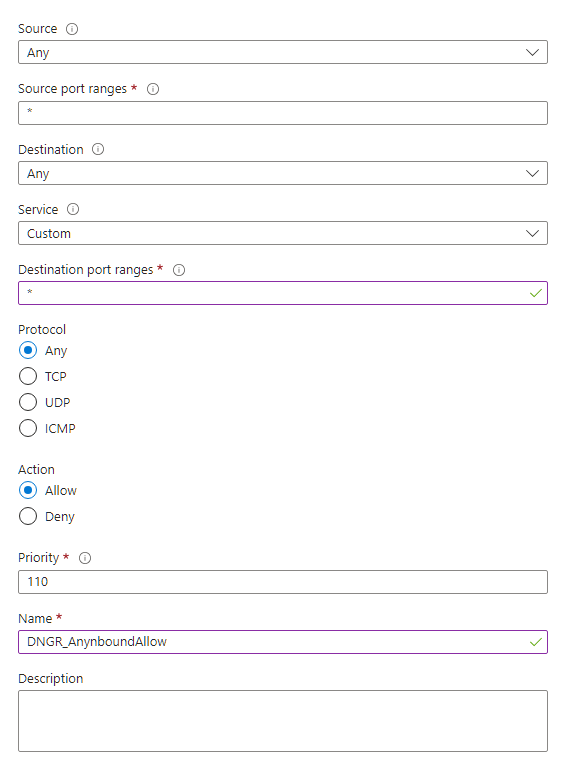 Source
Any
Source port ranges *
*
Destination
Any
Service
Custom
Destination port ranges *
*
Protocol
Any
TCP
UDP
ICMP
Action
Allow
Deny
Priority *
110
Name *
DNGR_AnynboundAllow
Description